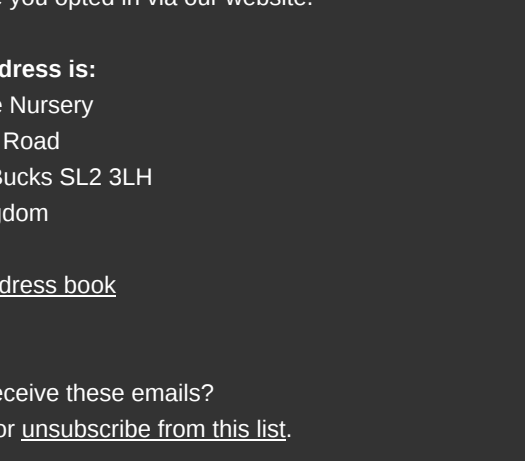 you opted in via our website.
dress is:
Nursery
Road
Bucks SL2 3LH
gdom
dress book
eceive these emails?
or unsubscribe from this list.